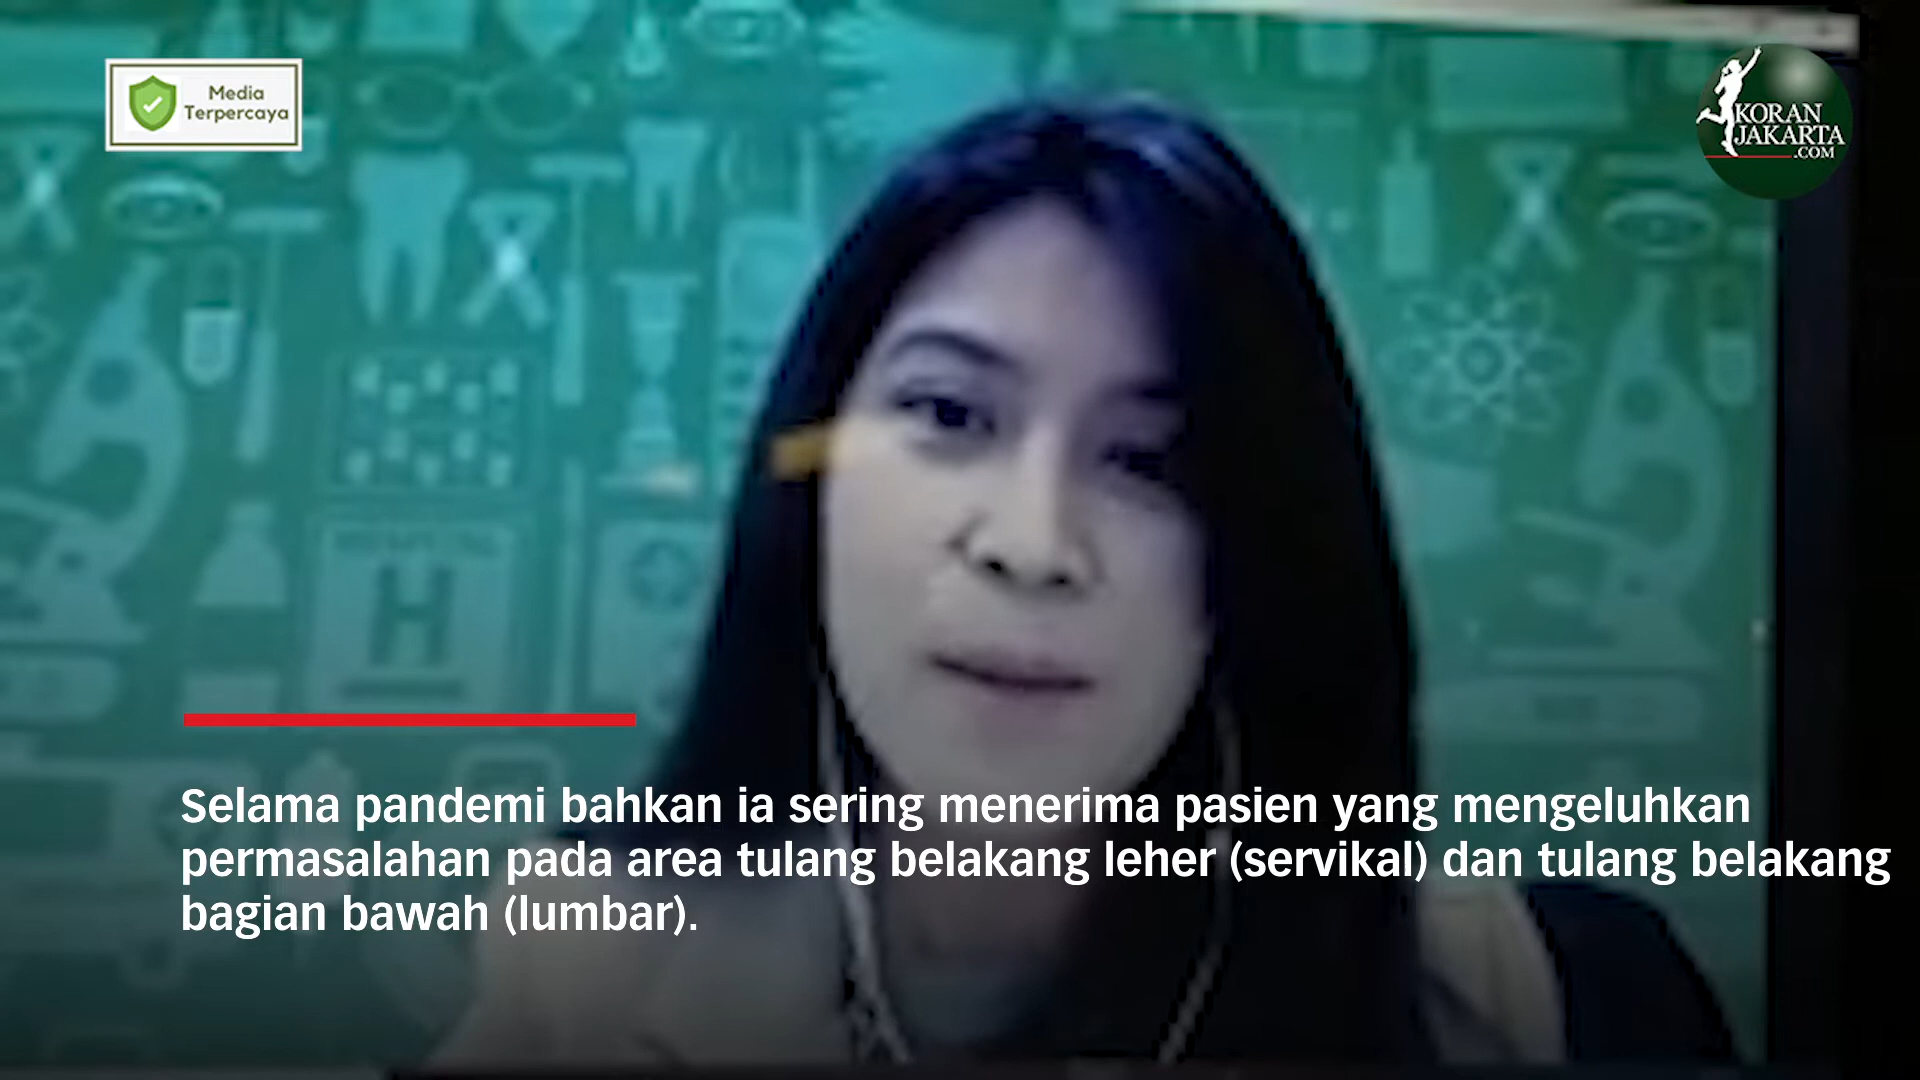 Media
Terpercaya
KORAN
JAKARTA
.COM
H
Selama pandemi bahkan ia sering menerima pasien yang mengeluhkan
permasalahan pada area tulang belakang leher (servikal) dan tulang belakang
bagian bawah (lumbar).